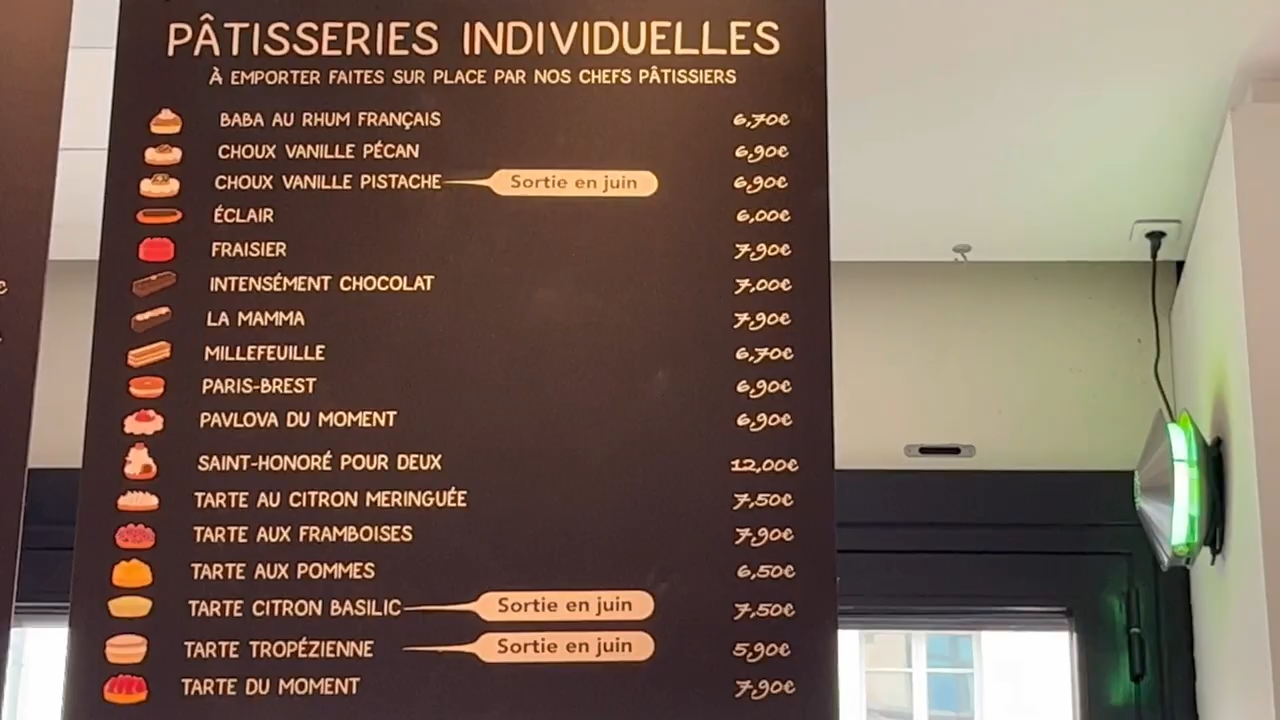 PÂTISSERIES INDIVIDUELLES
À EMPORTER FAITES SUR PLACE PAR NOS CHEFS PÂTISSIERS
BABA AU RHUM FRANÇAIS 6,70€
CHOUX VANILLE PÉCAN 6,90€
CHOUX VANILLE PISTACHE Sortie en juin 6,90€
ÉCLAIR 6,00€
FRAISIER 7,90€
INTENSÉMENT CHOCOLAT 7,00€
LA MAMMA 7,90€
MILLEFEUILLE 6,70€
PARIS-BREST 6,90€
PAVLOVA DU MOMENT 6,90€
SAINT-HONORÉ POUR DEUX 12,00€
TARTE AU CITRON MERINGUÉE 7,50€
TARTE AUX FRAMBOISES 7,90€
TARTE AUX POMMES 6,50€
TARTE CITRON BASILIC Sortie en juin 7,50€
TARTE TROPÉZIENNE Sortie en juin 5,90€
TARTE DU MOMENT 7,90€